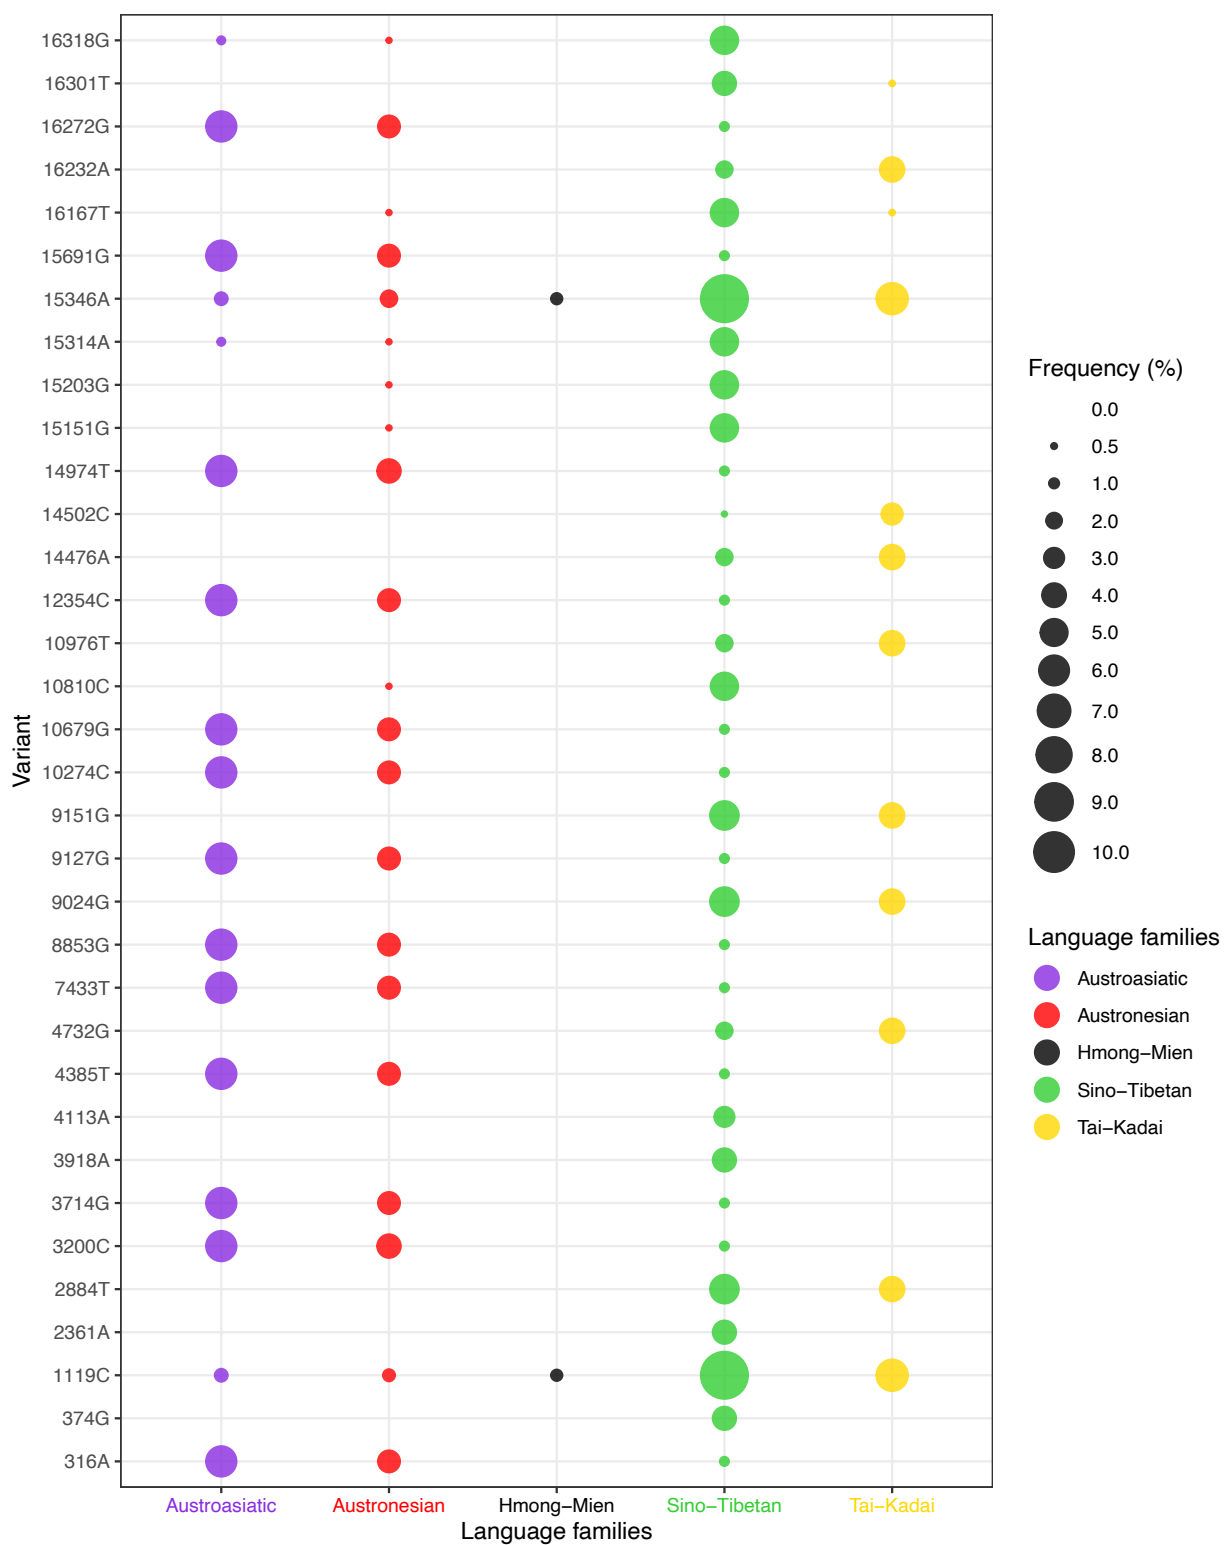 16318G
16301T
16272G
16232A
16167T
15691G
15346A
15314A
15203G
15151G
14974T
14502C
14476A
12354C
10976T
10810C
10679G
10274C
9151G
9127G
9024G
8853G
7433T
4732G
4385T
4113A
3918A
3714G
3200C
2884T
2361A
1119C
374G
316A
Variant
Austroasiatic Austronesian Hmong−Mien Sino−Tibetan Tai−Kadai
Language families
Frequency (%)
0.0
0.5
1.0
2.0
3.0
4.0
5.0
6.0
7.0
8.0
9.0
10.0
Language families
Austroasiatic
Austronesian
Hmong−Mien
Sino−Tibetan
Tai−Kadai